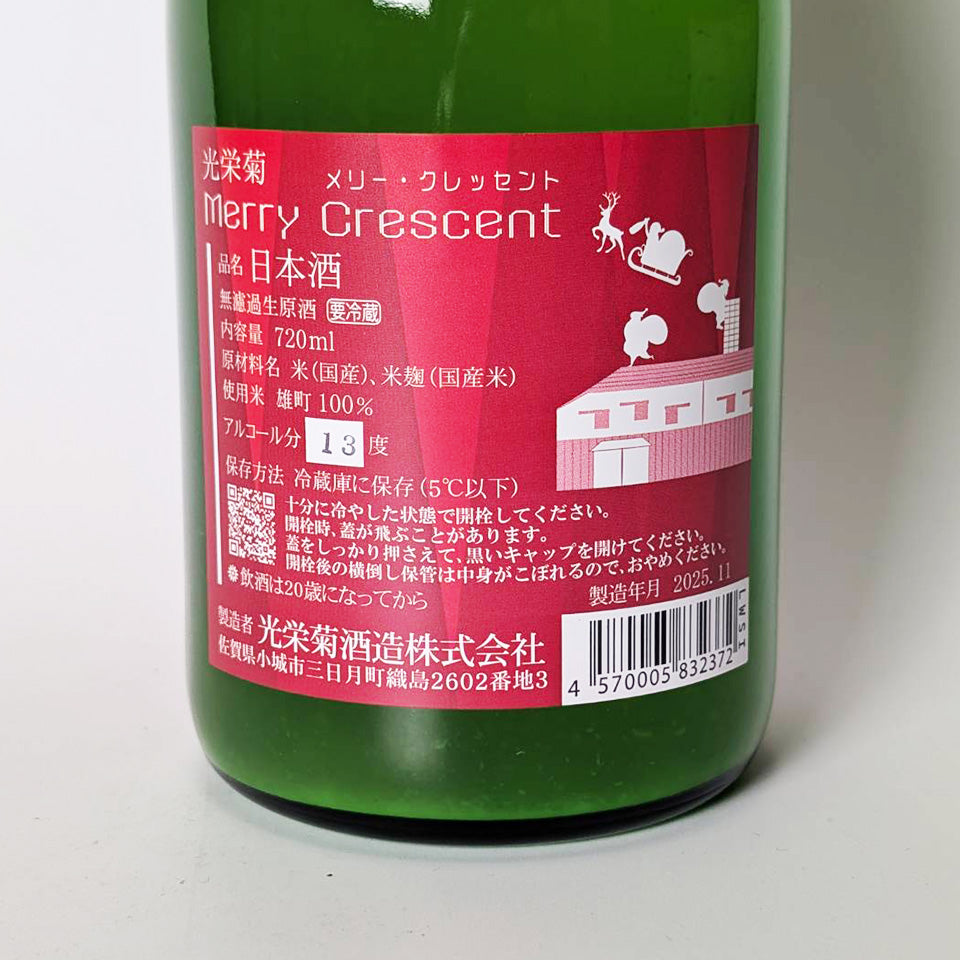 光栄菊
メリー・クレッセント
Merry Crescent
品名 日本酒
無濾過生原酒 要冷蔵
内容量 720ml
原材料名 米(国産)、米麹(国産米)
使用米 雄町100%
アルコール分 13度
保存方法 冷蔵庫に保存(5℃以下)
十分に冷やした状態で開栓してください。
開栓時、蓋が飛ぶことがあります。
蓋をしっかり押さえて、黒いキャップを開けてください。
開栓後の横倒し保管は中身がこぼれるので、おやめください。
飲酒は20歳になってから
製造年月 2025.11
製造者 光栄菊酒造株式会社
佐賀県小城市三日月町織島2602番地3
4 570005 832372
LMSI